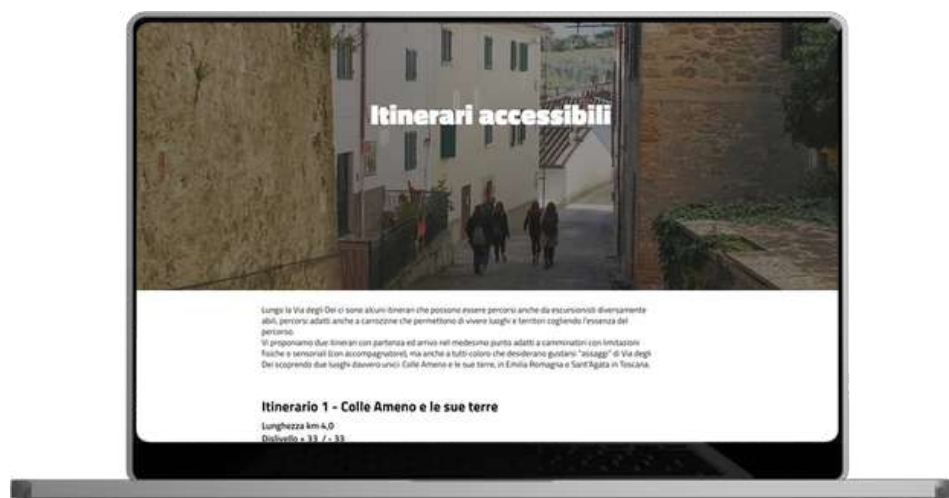 Itinerari accessibili
Lungo la Via degli Dei ci sono alcuni itinerari che possono essere percorsi anche da escursionisti diversamente
abili, percorsi adatti anche a carrozzine che permettono di vivere luoghi e territori cogliendo l'essenza del
percorso.
Vi proponiamo due itinerari con partenza ed arrivo nel medesimo punto adatti a camminatori con limitazioni
fisiche o sensoriali (con accompagnatore), ma anche a tutti coloro che desiderano gustarsi "assaggi" di Via degli
Dei scoprendo due luoghi davvero unici: Colle Ameno e le sue terre, in Emilia Romagna e Sant'Agata in Toscana.
Itinerario 1 - Colle Ameno e le sue terre
Lunghezza km 4,0
Dislivello + 33 / - 33